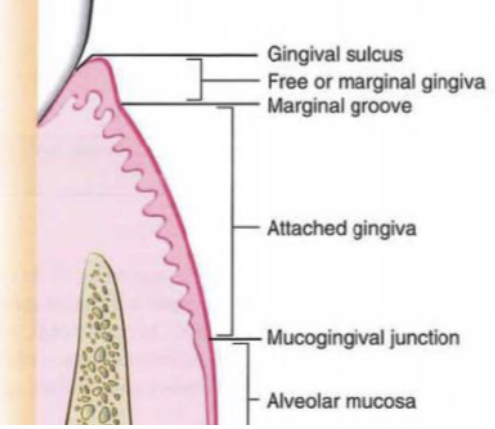 Gingival sulcus
Free or marginal gingiva
Marginal groove
Attached gingiva
Mucogingival junction
Alveolar mucosa